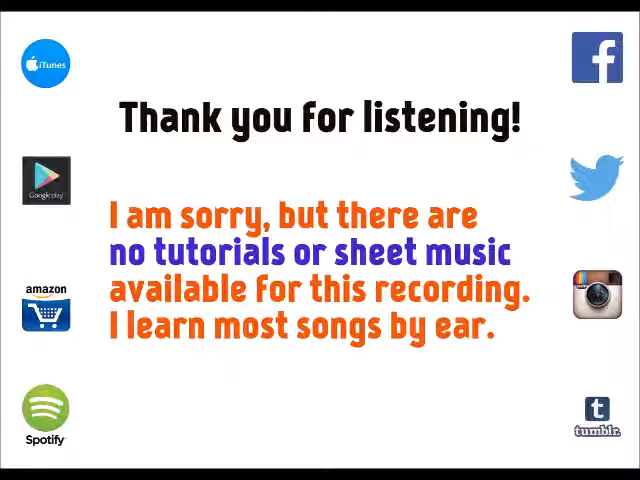 iTunes
Thank you for listening!
Google play
I am sorry, but there are
no tutorials or sheet music
available for this recording.
I learn most songs by ear.
amazon
Spotify
t
tumblr.